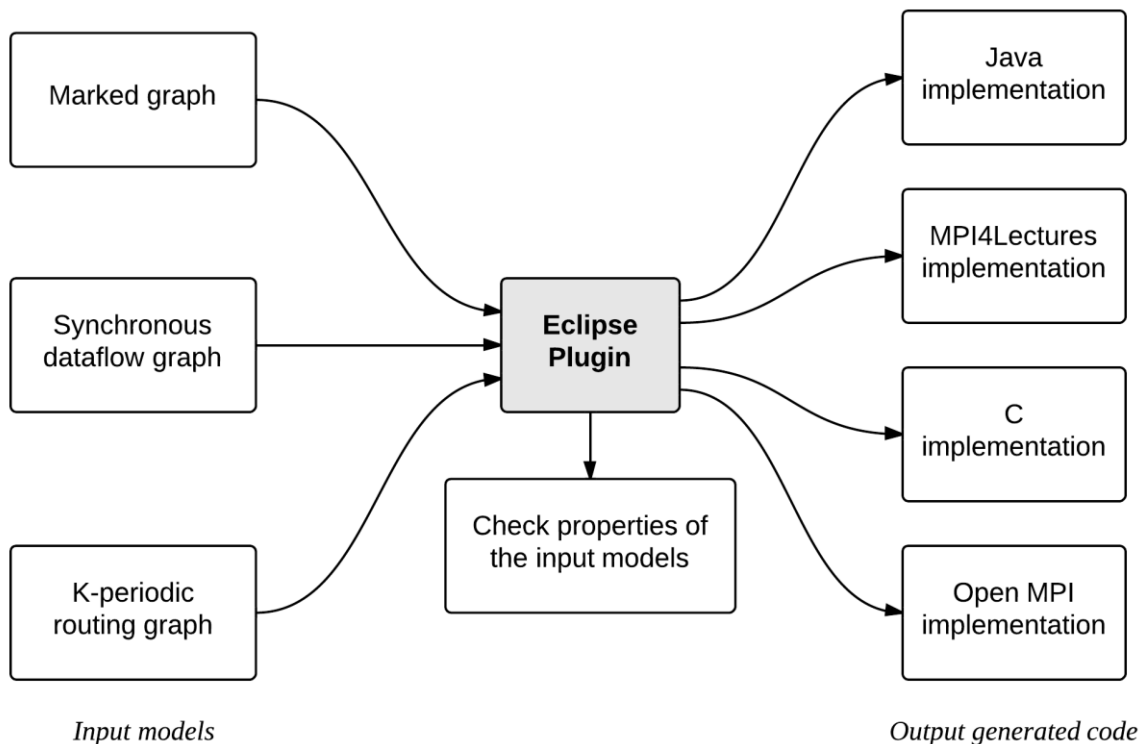 Marked graph
Synchronous
dataflow graph
K-periodic
routing graph
Input models
Eclipse
Plugin
Check properties of
the input models
Java
implementation
MPI4Lectures
implementation
C
implementation
Open MPI
implementation
Output generated code